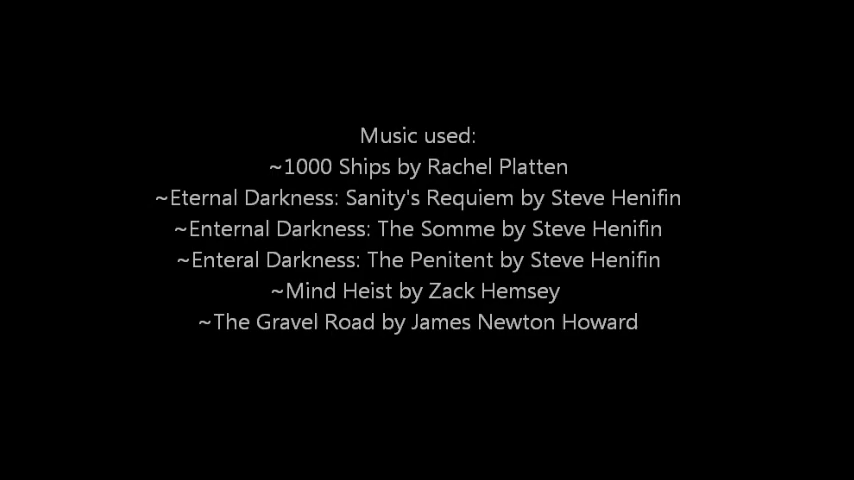 Music used:
~1000 Ships by Rachel Platten
~Eternal Darkness: Sanity's Requiem by Steve Henifin
~Enternal Darkness: The Somme by Steve Henifin
~Enteral Darkness: The Penitent by Steve Henifin
~Mind Heist by Zack Hemsey
~The Gravel Road by James Newton Howard